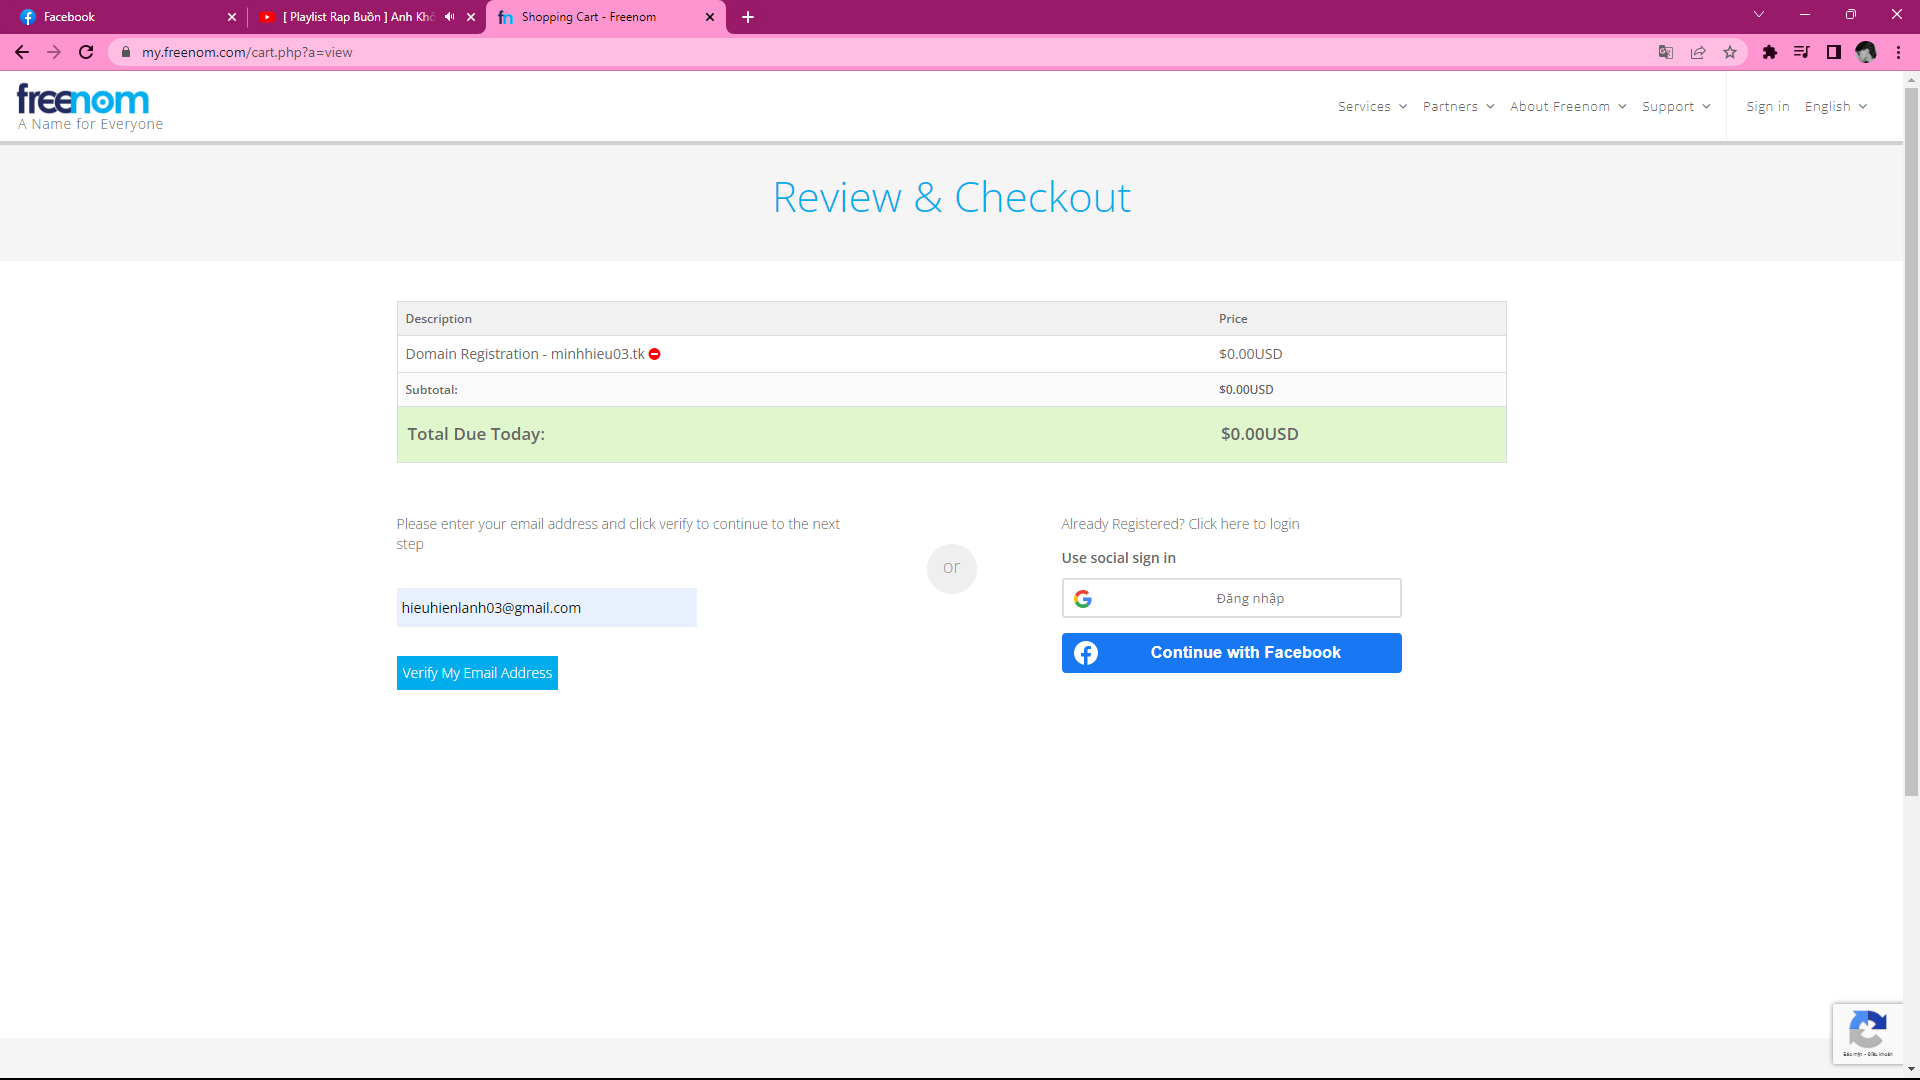 Facebook
[ Playlist Rap Buồn ] Anh Khô
Shopping Cart - Freenom
my.freenom.com/cart.php?a=view
freenom
A Name for Everyone
Services Partners About Freenom Support Sign in English
Review & Checkout
Description Price
Domain Registration - minhhieu03.tk $0.00USD
Subtotal: $0.00USD
Total Due Today: $0.00USD
Please enter your email address and click verify to continue to the next
step
hieuhienlanh03@gmail.com
Verify My Email Address
or
Already Registered? Click here to login
Use social sign in
Đăng nhập
Continue with Facebook
Bảo mật - Điều khoản